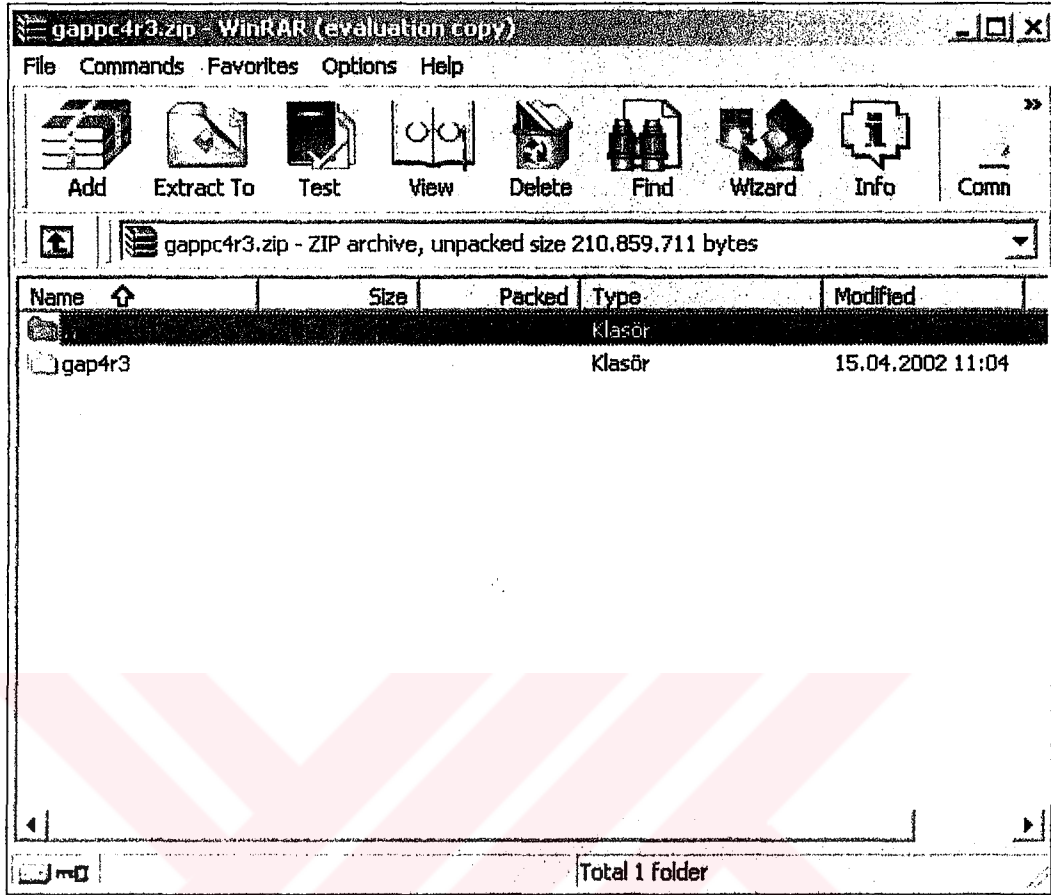 gappc4r3.zip - WinRAR (evaluation copy)
File Commands Favorites Options Help
Add Extract To Test View Delete Find Wizard Info Comm
gappc4r3.zip - ZIP archive, unpacked size 210.859.711 bytes
Name Size Packed Type Modified
.. Klasör
gap4r3 Klasör 15.04.2002 11:04
Total 1 folder